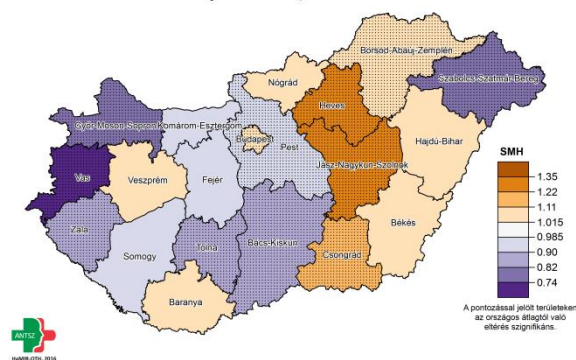 Borsod-Abaúj-Zemplén
Szabolcs-Szatmár-Bereg
Nógrád
Heves
Győr-Moson-Sopron
Komárom-Esztergom
Budapest
Pest
Hajdú-Bihar
Jász-Nagykun-Szolnok
Vas
Veszprém
Fejér
Békés
Zala
Somogy
Tolna
Bács-Kiskun
Csongrád
Baranya
SMH
1.35
1.22
1.11
1.015
0.985
0.90
0.82
0.74
A pontozással jelölt területeken
az országos átlagtól való
eltérés szignifikáns.
ANTSZ
HaMIR-OTH, 2016